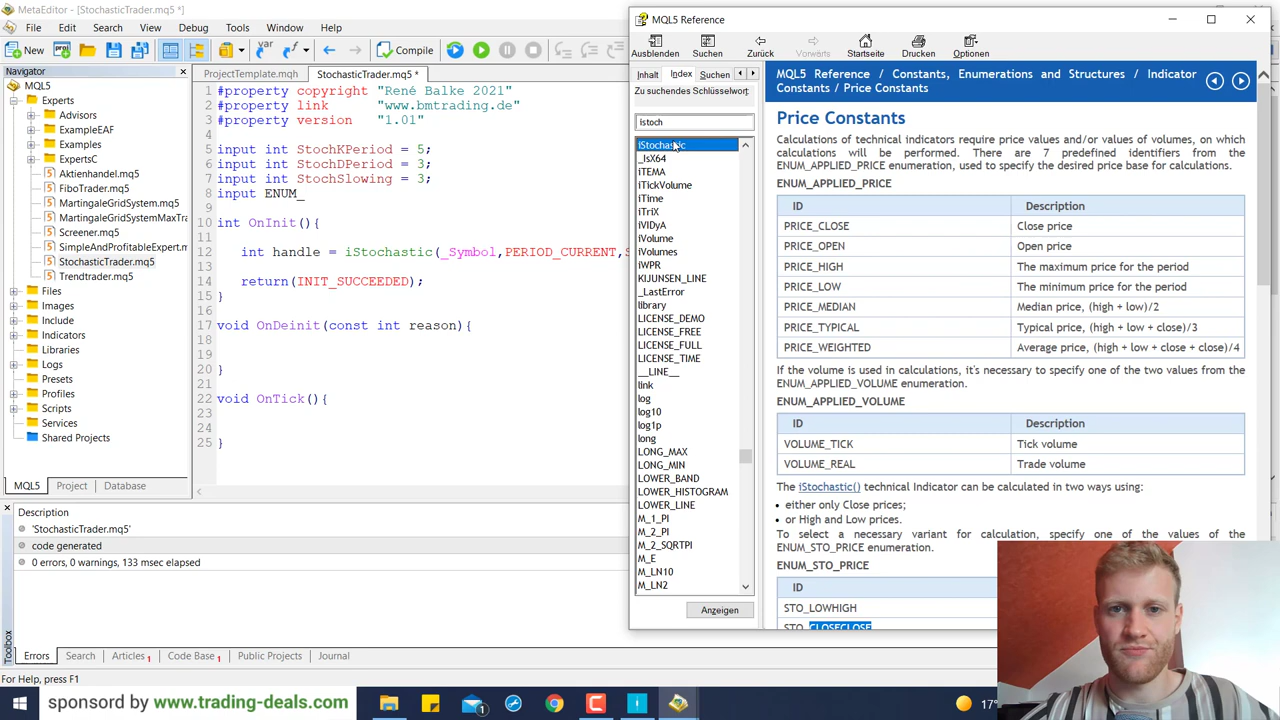 MetaEditor - [StochasticTrader.mq5 *]
File Edit Search View Debug Tools Window Help
New
Compile
Navigator
MQL5
Experts
Advisors
ExampleEAF
Examples
ExpertsC
Aktienhandel.mq5
FiboTrader.mq5
MartingaleGridSystem.mq5
MartingaleGridSystemMaxTra
Screener.mq5
SimpleAndProfitableExpert.m
StochasticTrader.mq5
Trendtrader.mq5
Files
Images
Include
Indicators
Libraries
Logs
Presets
Profiles
Scripts
Services
Shared Projects
MQL5 Project Database
ProjectTemplate.mqh StochasticTrader.mq5 *
1 #property copyright "René Balke 2021"
2 #property link "www.bmtrading.de"
3 #property version "1.01"
4
5 input int StochKPeriod = 5;
6 input int StochDPeriod = 3;
7 input int StochSlowing = 3;
8 input ENUM_
9
10 int OnInit(){
11
12 int handle = iStochastic(_Symbol,PERIOD_CURRENT,S
13
14 return(INIT_SUCCEEDED);
15 }
16
17 void OnDeinit(const int reason){
18
19
20 }
21
22 void OnTick(){
23
24
25 }
MQL5 Reference
Ausblenden Suchen Zurück Vorwärts Startseite Drucken Optionen
Inhalt Index Suchen
Zu suchendes Schlüsselwort
istoch
iStochastic
_IsX64
iTEMA
iTickVolume
iTime
iTriX
iVIDyA
iVolume
iVolumes
iWPR
KIJUNSEN_LINE
_LastError
library
LICENSE_DEMO
LICENSE_FREE
LICENSE_FULL
LICENSE_TIME
__LINE__
link
log
log10
log1p
long
LONG_MAX
LONG_MIN
LOWER_BAND
LOWER_HISTOGRAM
LOWER_LINE
M_1_PI
M_2_PI
M_2_SQRTPI
M_E
M_LN10
M_LN2
Anzeigen
MQL5 Reference / Constants, Enumerations and Structures / Indicator
Constants / Price Constants
Price Constants
Calculations of technical indicators require price values and/or values of volumes, on which
calculations will be performed. There are 7 predefined identifiers from the
ENUM_APPLIED_PRICE enumeration, used to specify the desired price base for calculations.
ENUM_APPLIED_PRICE
ID Description
PRICE_CLOSE Close price
PRICE_OPEN Open price
PRICE_HIGH The maximum price for the period
PRICE_LOW The minimum price for the period
PRICE_MEDIAN Median price, (high + low)/2
PRICE_TYPICAL Typical price, (high + low + close)/3
PRICE_WEIGHTED Average price, (high + low + close + close)/4
If the volume is used in calculations, it's necessary to specify one of the two values from the
ENUM_APPLIED_VOLUME enumeration.
ENUM_APPLIED_VOLUME
ID Description
VOLUME_TICK Tick volume
VOLUME_REAL Trade volume
The iStochastic() technical Indicator can be calculated in two ways using:
• either only Close prices;
• or High and Low prices.
To select a necessary variant for calculation, specify one of the values of the
ENUM_STO_PRICE enumeration.
ENUM_STO_PRICE
ID
STO_LOWHIGH
STO_CLOSECLOSE
Toolbox
Description
'StochasticTrader.mq5'
code generated
0 errors, 0 warnings, 133 msec elapsed
Errors Search Articles 1 Code Base 1 Public Projects Journal
For Help, press F1
sponsord by www.trading-deals.com
1
17°